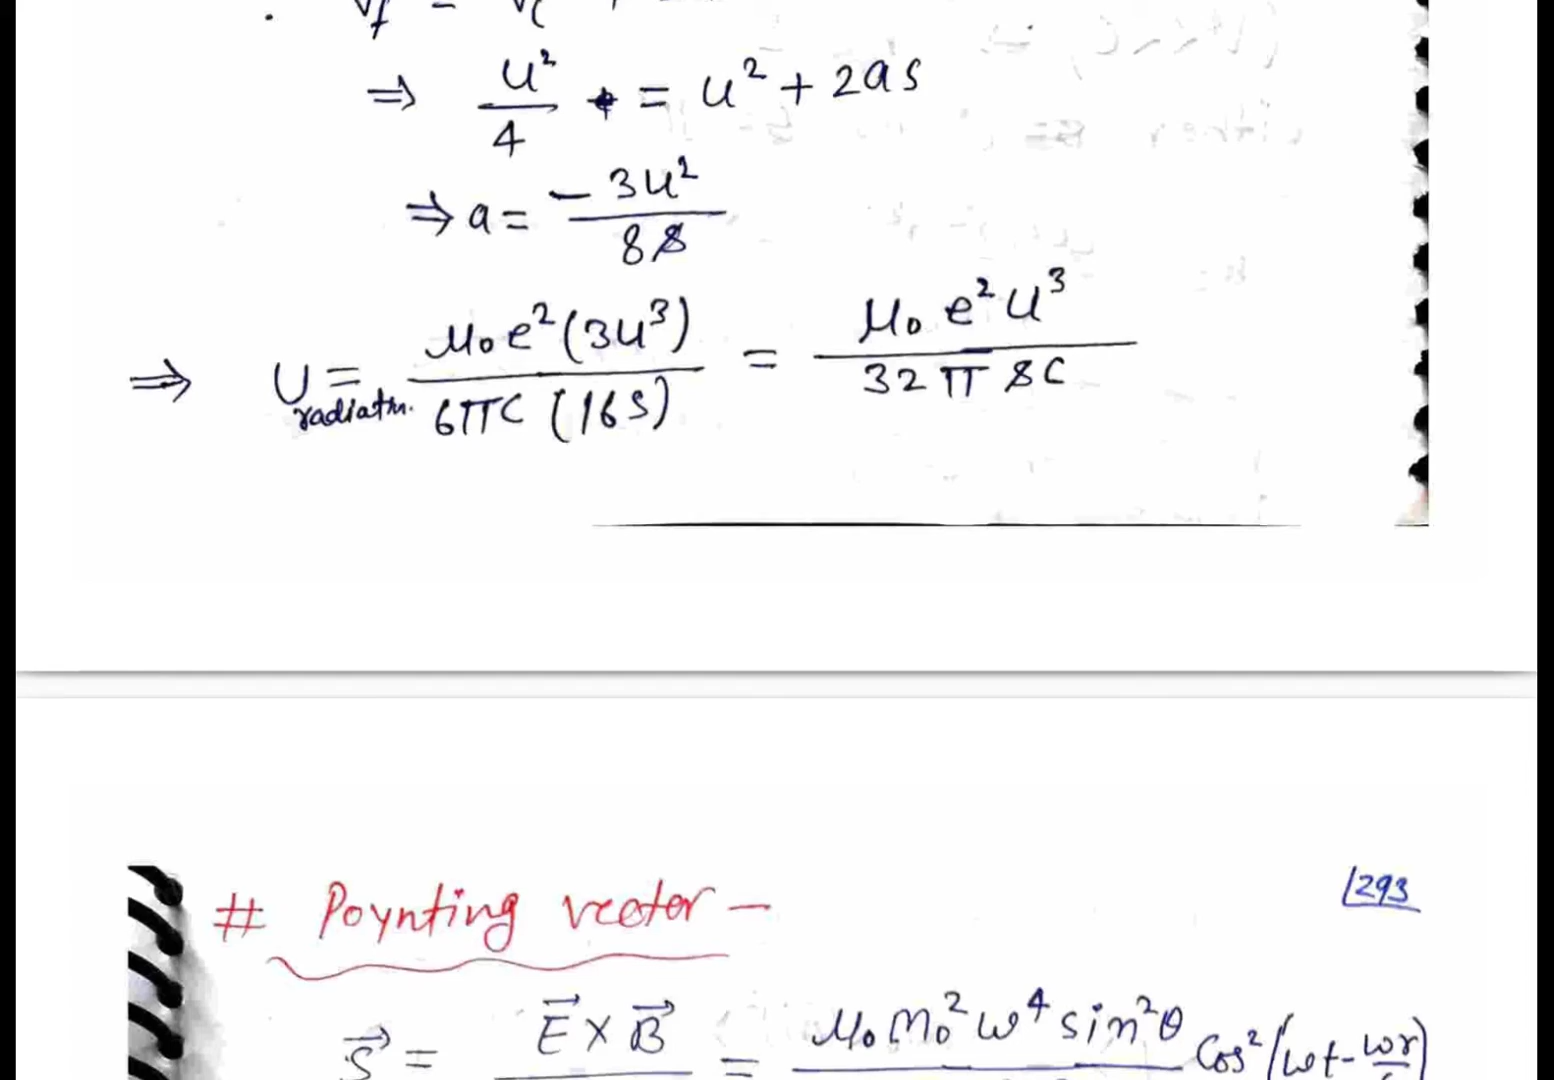 ⇒ u²/4 = u² + 2as
⇒ a = -3u²/8s
⇒ U radiatn. = μ₀e²(3u³)/6πc (16s) = μ₀e²u³/32πsc
1293
# Poynting vector –
S⃗ = E⃗ × B⃗ = μ₀m₀²ω⁴sin²θ cos²(ωt - ωr/c)